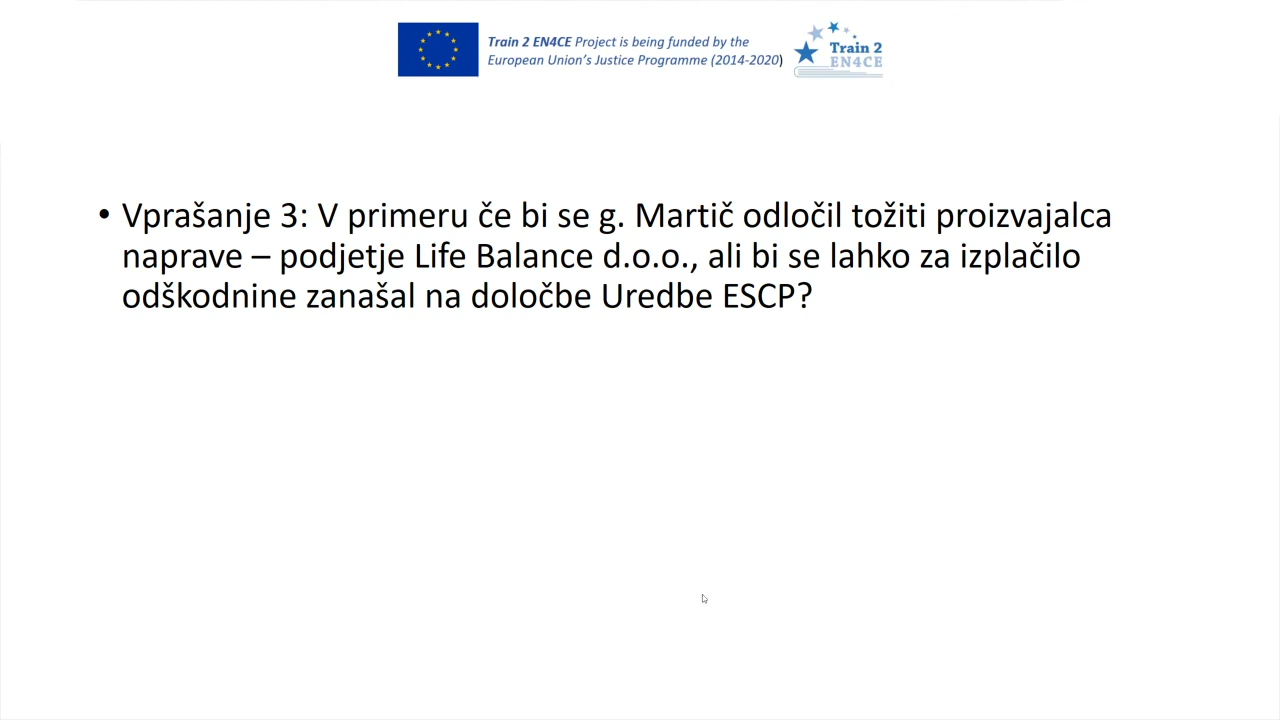 Train 2 EN4CE Project is being funded by the
European Union's Justice Programme (2014-2020)
Train 2
EN4CE
• Vprašanje 3: V primeru če bi se g. Martič odločil tožiti proizvajalca
naprave – podjetje Life Balance d.o.o., ali bi se lahko za izplačilo
odškodnine zanašal na določbe Uredbe ESCP?